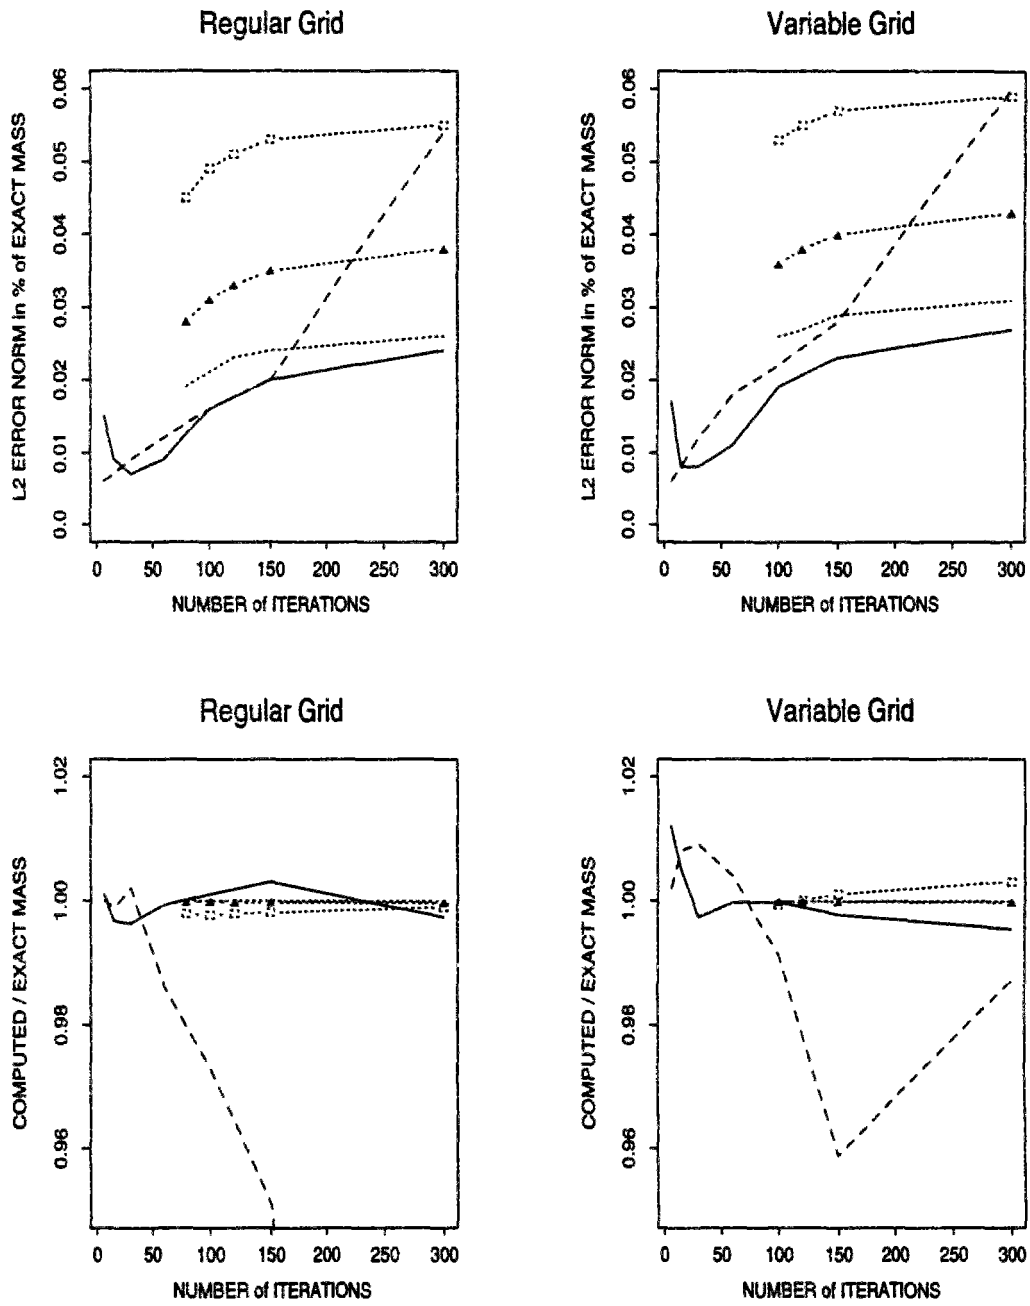 Regular Grid
L2 ERROR NORM in % of EXACT MASS
0.06
0.05
0.04
0.03
0.02
0.01
0.0
0 50 100 150 200 250 300
NUMBER of ITERATIONS
Variable Grid
L2 ERROR NORM in % of EXACT MASS
0.06
0.05
0.04
0.03
0.02
0.01
0.0
0 50 100 150 200 250 300
NUMBER of ITERATIONS
Regular Grid
COMPUTED / EXACT MASS
1.02
1.00
0.98
0.96
0 50 100 150 200 250 300
NUMBER of ITERATIONS
Variable Grid
COMPUTED / EXACT MASS
1.02
1.00
0.98
0.96
0 50 100 150 200 250 300
NUMBER of ITERATIONS